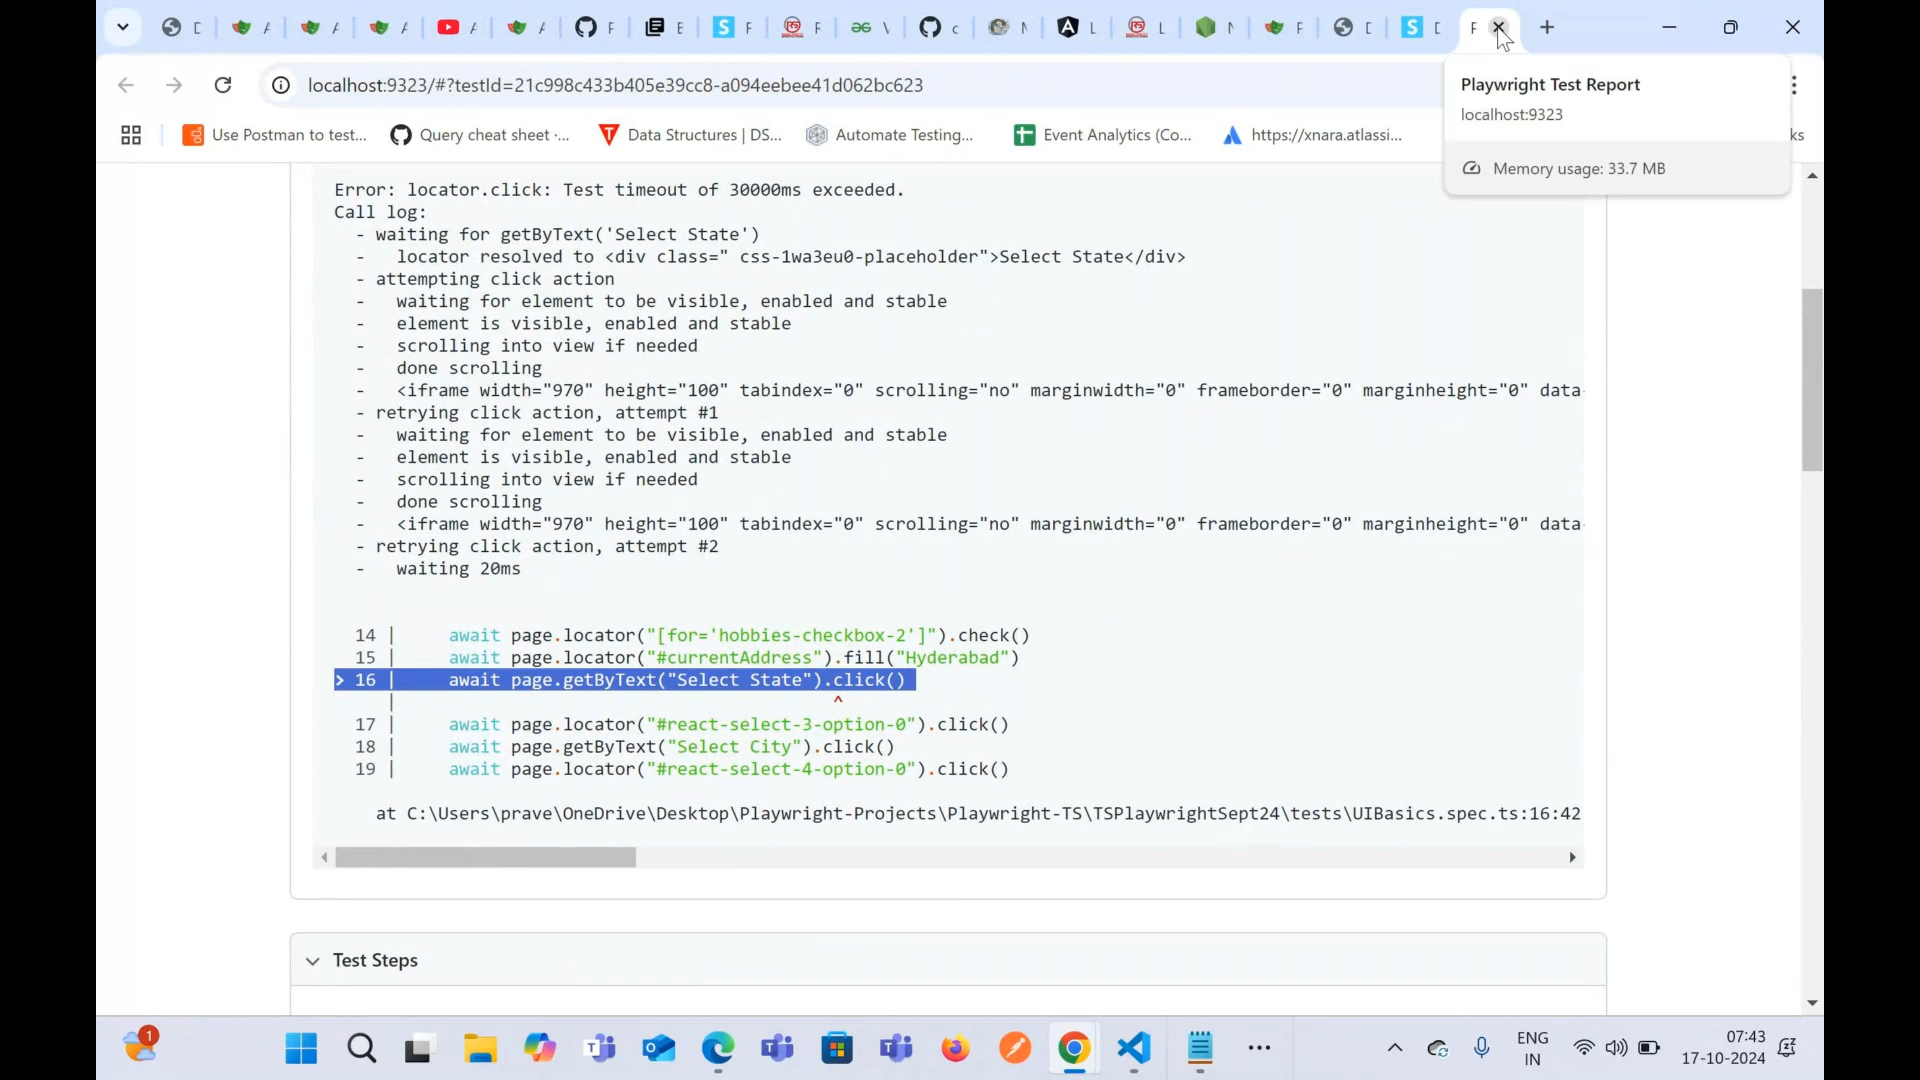 D
A
A
A
A
A
F
E
F
F
V
c
N
L
L
N
F
D
D
F
localhost:9323/#?testId=21c998c433b405e39cc8-a094eebee41d062bc623
Playwright Test Report
localhost:9323
Memory usage: 33.7 MB
Use Postman to test...
Query cheat sheet ·...
Data Structures | DS...
Automate Testing...
Event Analytics (Co...
https://xnara.atlassi...
ks
Error: locator.click: Test timeout of 30000ms exceeded.
Call log:
- waiting for getByText('Select State')
-   locator resolved to <div class=" css-1wa3eu0-placeholder">Select State</div>
- attempting click action
-   waiting for element to be visible, enabled and stable
-   element is visible, enabled and stable
-   scrolling into view if needed
-   done scrolling
-   <iframe width="970" height="100" tabindex="0" scrolling="no" marginwidth="0" frameborder="0" marginheight="0" data-
- retrying click action, attempt #1
-   waiting for element to be visible, enabled and stable
-   element is visible, enabled and stable
-   scrolling into view if needed
-   done scrolling
-   <iframe width="970" height="100" tabindex="0" scrolling="no" marginwidth="0" frameborder="0" marginheight="0" data-
- retrying click action, attempt #2
-   waiting 20ms
14 |     await page.locator("[for='hobbies-checkbox-2']").check()
15 |     await page.locator("#currentAddress").fill("Hyderabad")
> 16 |     await page.getByText("Select State").click()
|                                          ^
17 |     await page.locator("#react-select-3-option-0").click()
18 |     await page.getByText("Select City").click()
19 |     await page.locator("#react-select-4-option-0").click()
at C:\Users\prave\OneDrive\Desktop\Playwright-Projects\Playwright-TS\TSPlaywrightSept24\tests\UIBasics.spec.ts:16:42
Test Steps
1
ENG
IN
07:43
17-10-2024